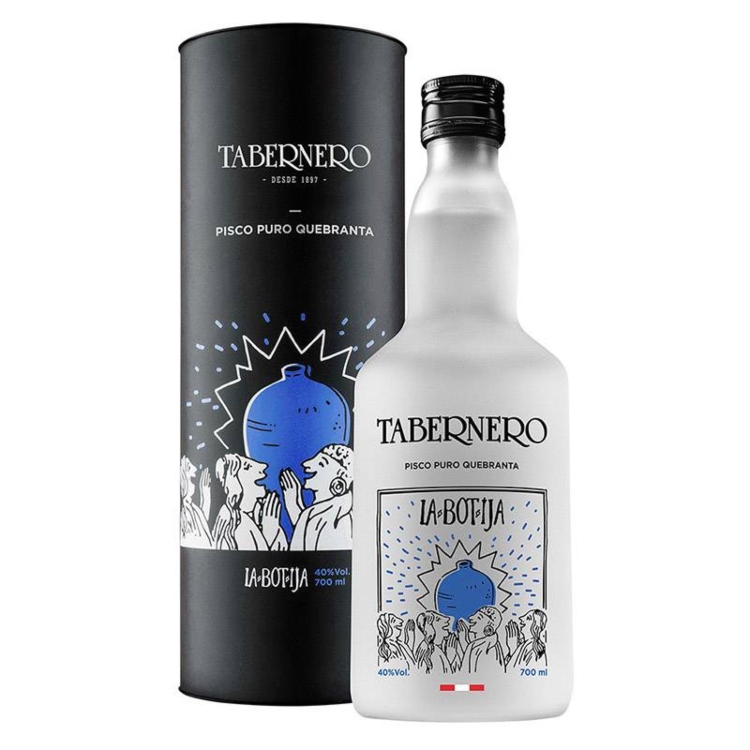 TABERNERO
- DESDE 1897 -
PISCO PURO QUEBRANTA
LA BOTIJA
40%Vol.
700 ml
TABERNERO
PISCO PURO QUEBRANTA
LA BOTIJA
40%Vol.
700 ml